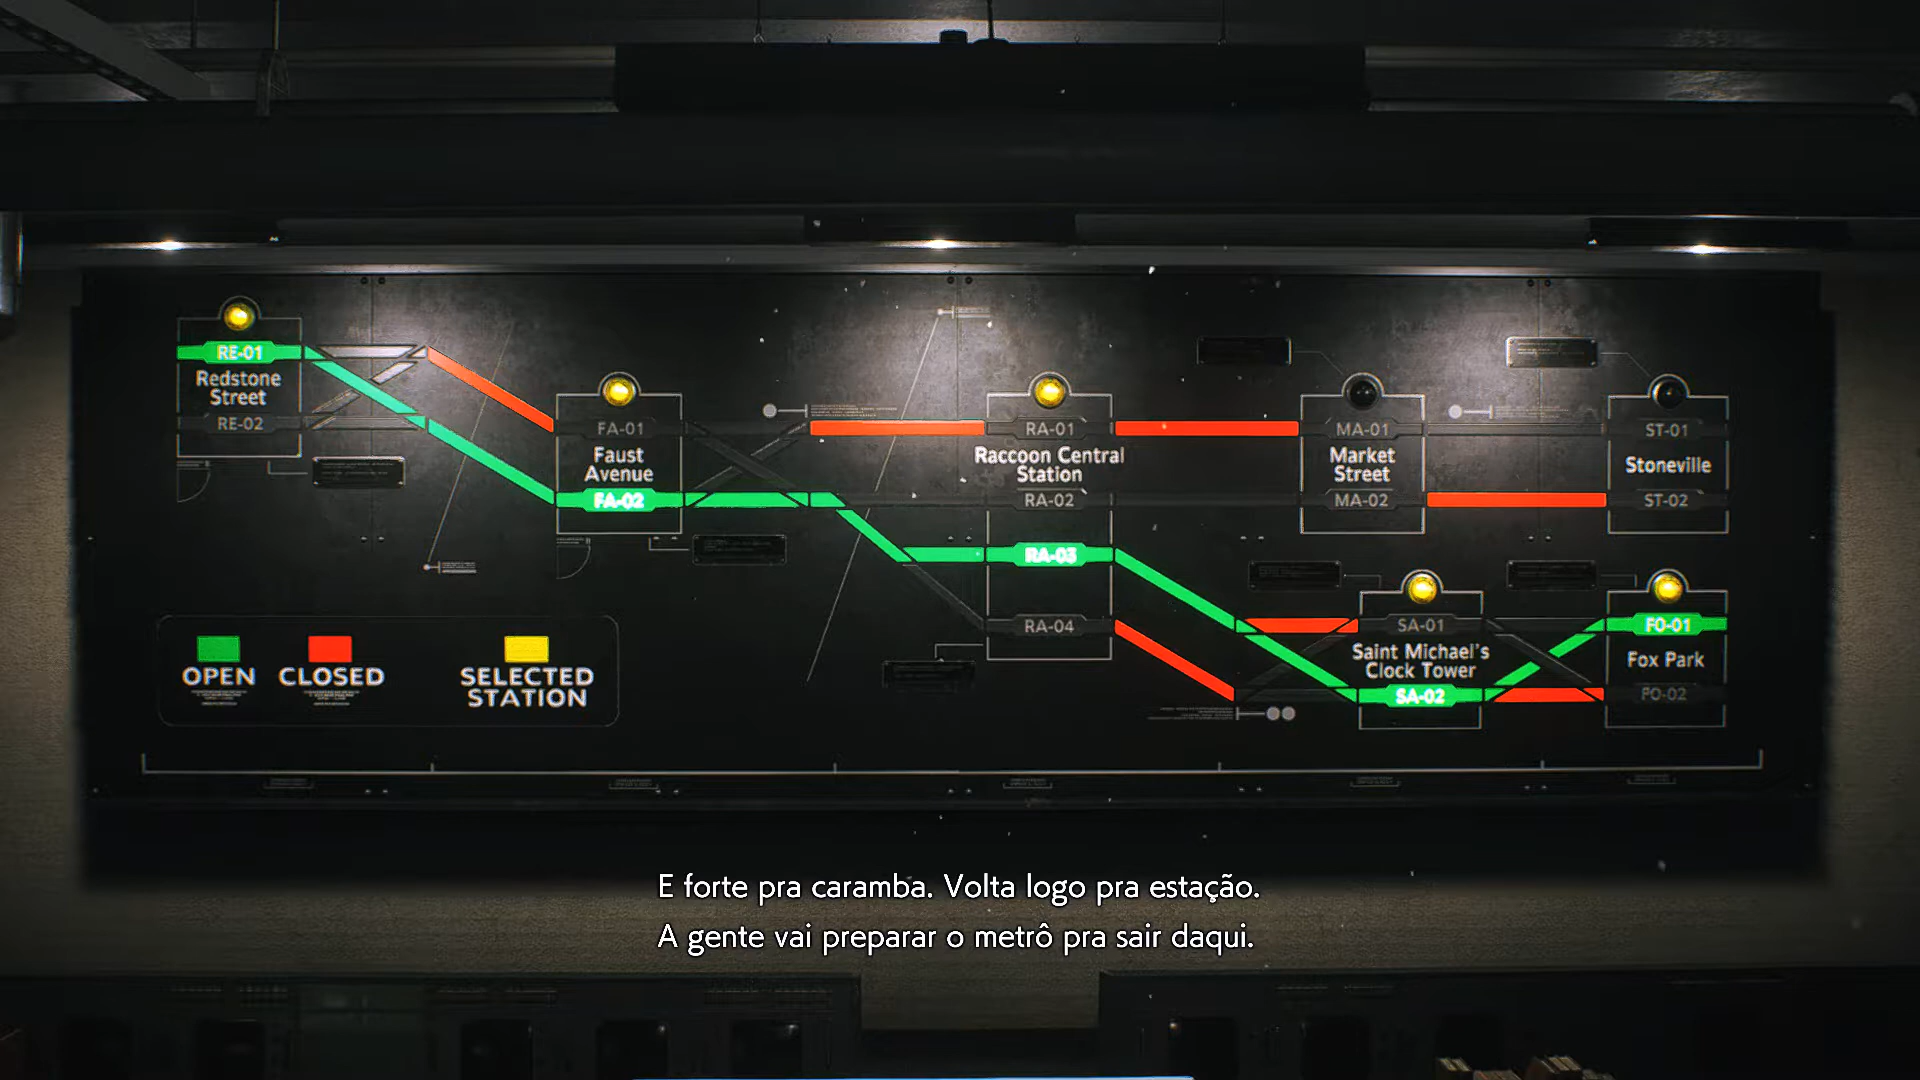 RE-01
Redstone
Street
RE-02
FA-01
Faust
Avenue
FA-02
RA-01
Raccoon Central
Station
RA-02
RA-03
RA-04
MA-01
Market
Street
MA-02
ST-01
Stoneville
ST-02
SA-01
Saint Michael's
Clock Tower
SA-02
FO-01
Fox Park
FO-02
OPEN
CLOSED
SELECTED
STATION
E forte pra caramba. Volta logo pra estação.
A gente vai preparar o metrô pra sair daqui.